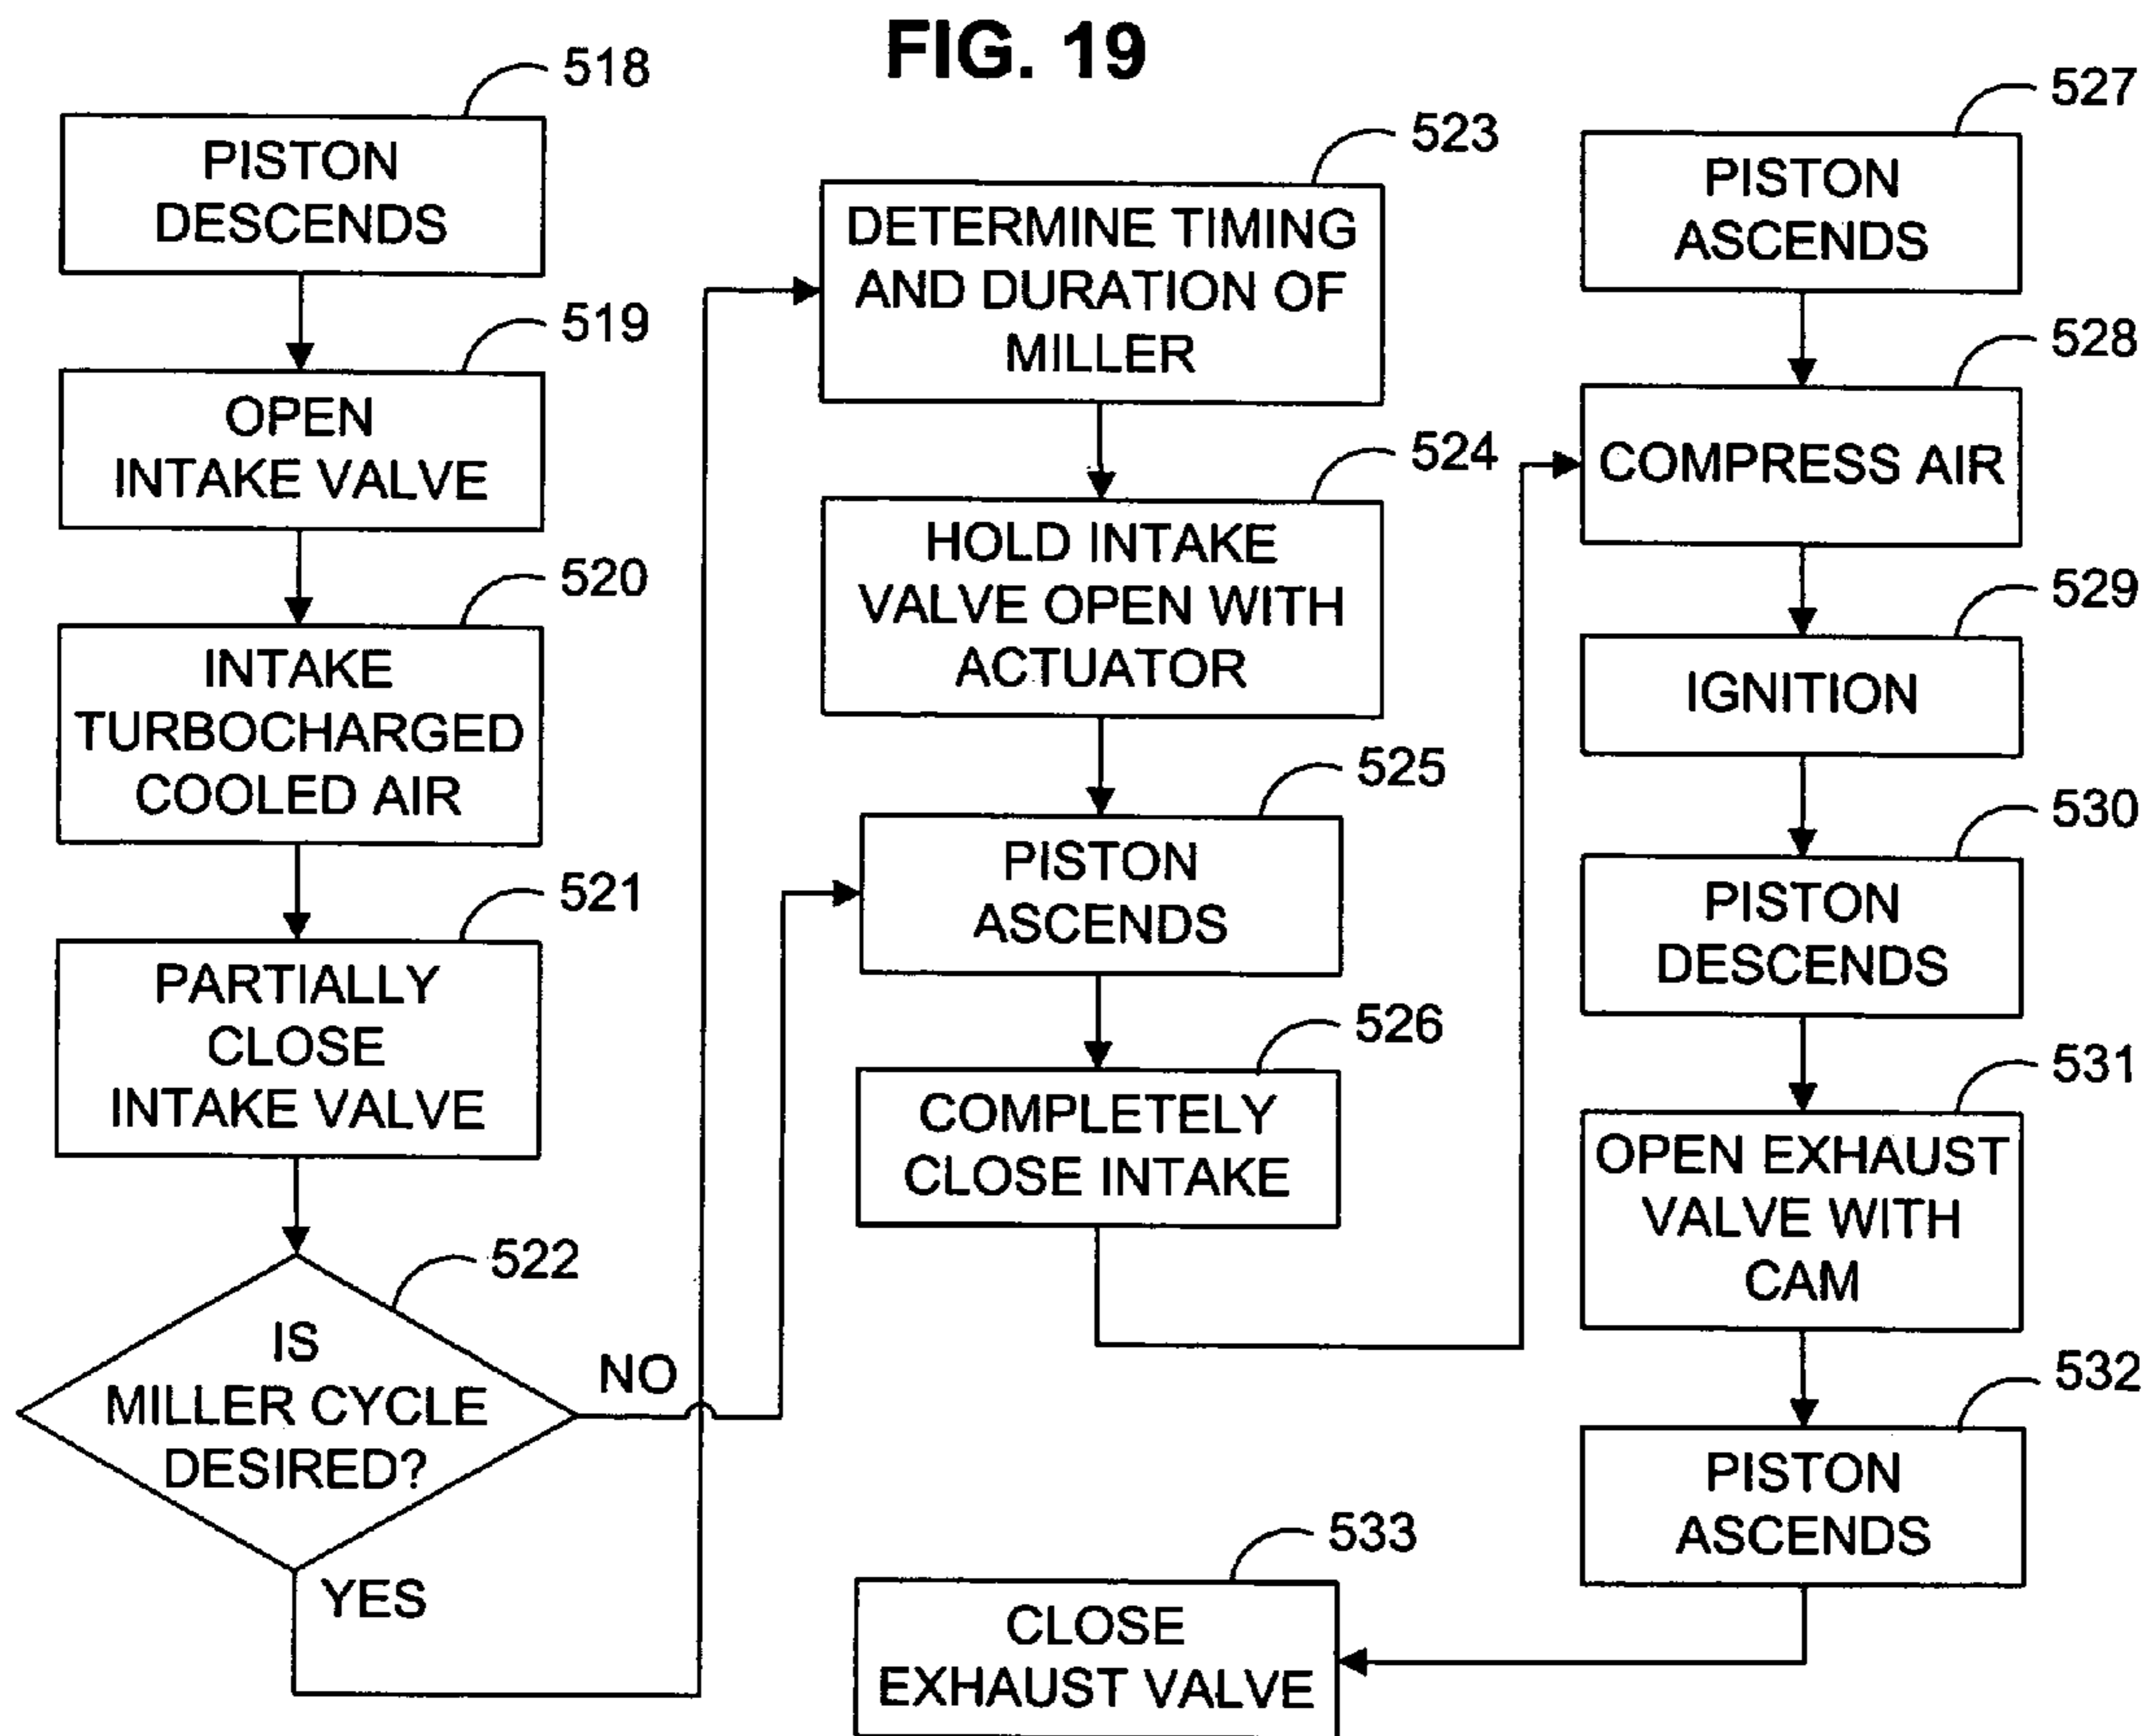 FIG. 19
518
PISTON
DESCENDS
519
OPEN
INTAKE VALVE
520
INTAKE
TURBOCHARGED
COOLED AIR
521
PARTIALLY
CLOSE
INTAKE VALVE
522
IS
MILLER CYCLE
DESIRED?
NO
YES
523
DETERMINE TIMING
AND DURATION OF
MILLER
524
HOLD INTAKE
VALVE OPEN WITH
ACTUATOR
525
PISTON
ASCENDS
526
COMPLETELY
CLOSE INTAKE
527
PISTON
ASCENDS
528
COMPRESS AIR
529
IGNITION
530
PISTON
DESCENDS
531
OPEN EXHAUST
VALVE WITH
CAM
532
PISTON
ASCENDS
533
CLOSE
EXHAUST VALVE